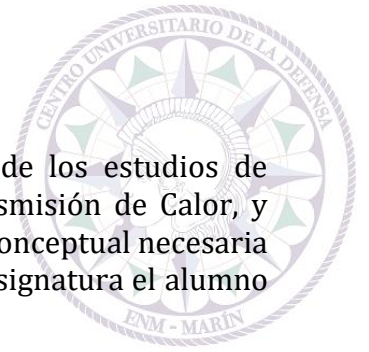 CENTRO UNIVERSITARIO DE LA DEFENSA
de los estudios de
smisión de Calor, y
onceptual necesaria
signatura el alumno
ENM - MARÍN